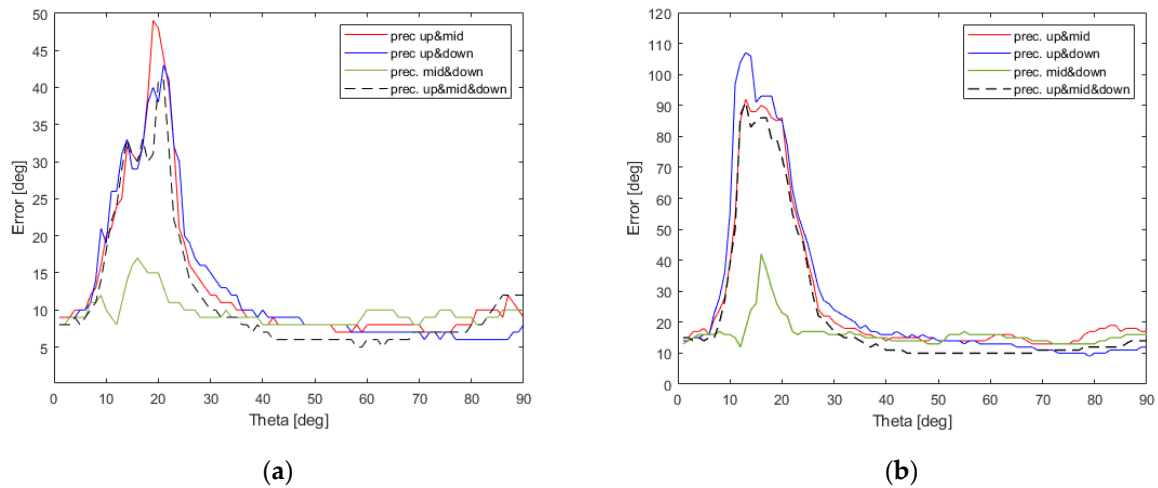 50
45
40
35
30
25
20
15
10
5
Error [deg]
0 10 20 30 40 50 60 70 80 90
Theta [deg]
prec up&mid
prec up&down
prec. mid&down
prec. up&mid&down
(a)
120
110
100
90
80
70
60
50
40
30
20
10
0
Error [deg]
0 10 20 30 40 50 60 70 80 90
Theta [deg]
prec. up&mid
prec. up&down
prec. mid&down
prec. up&mid&down
(b)